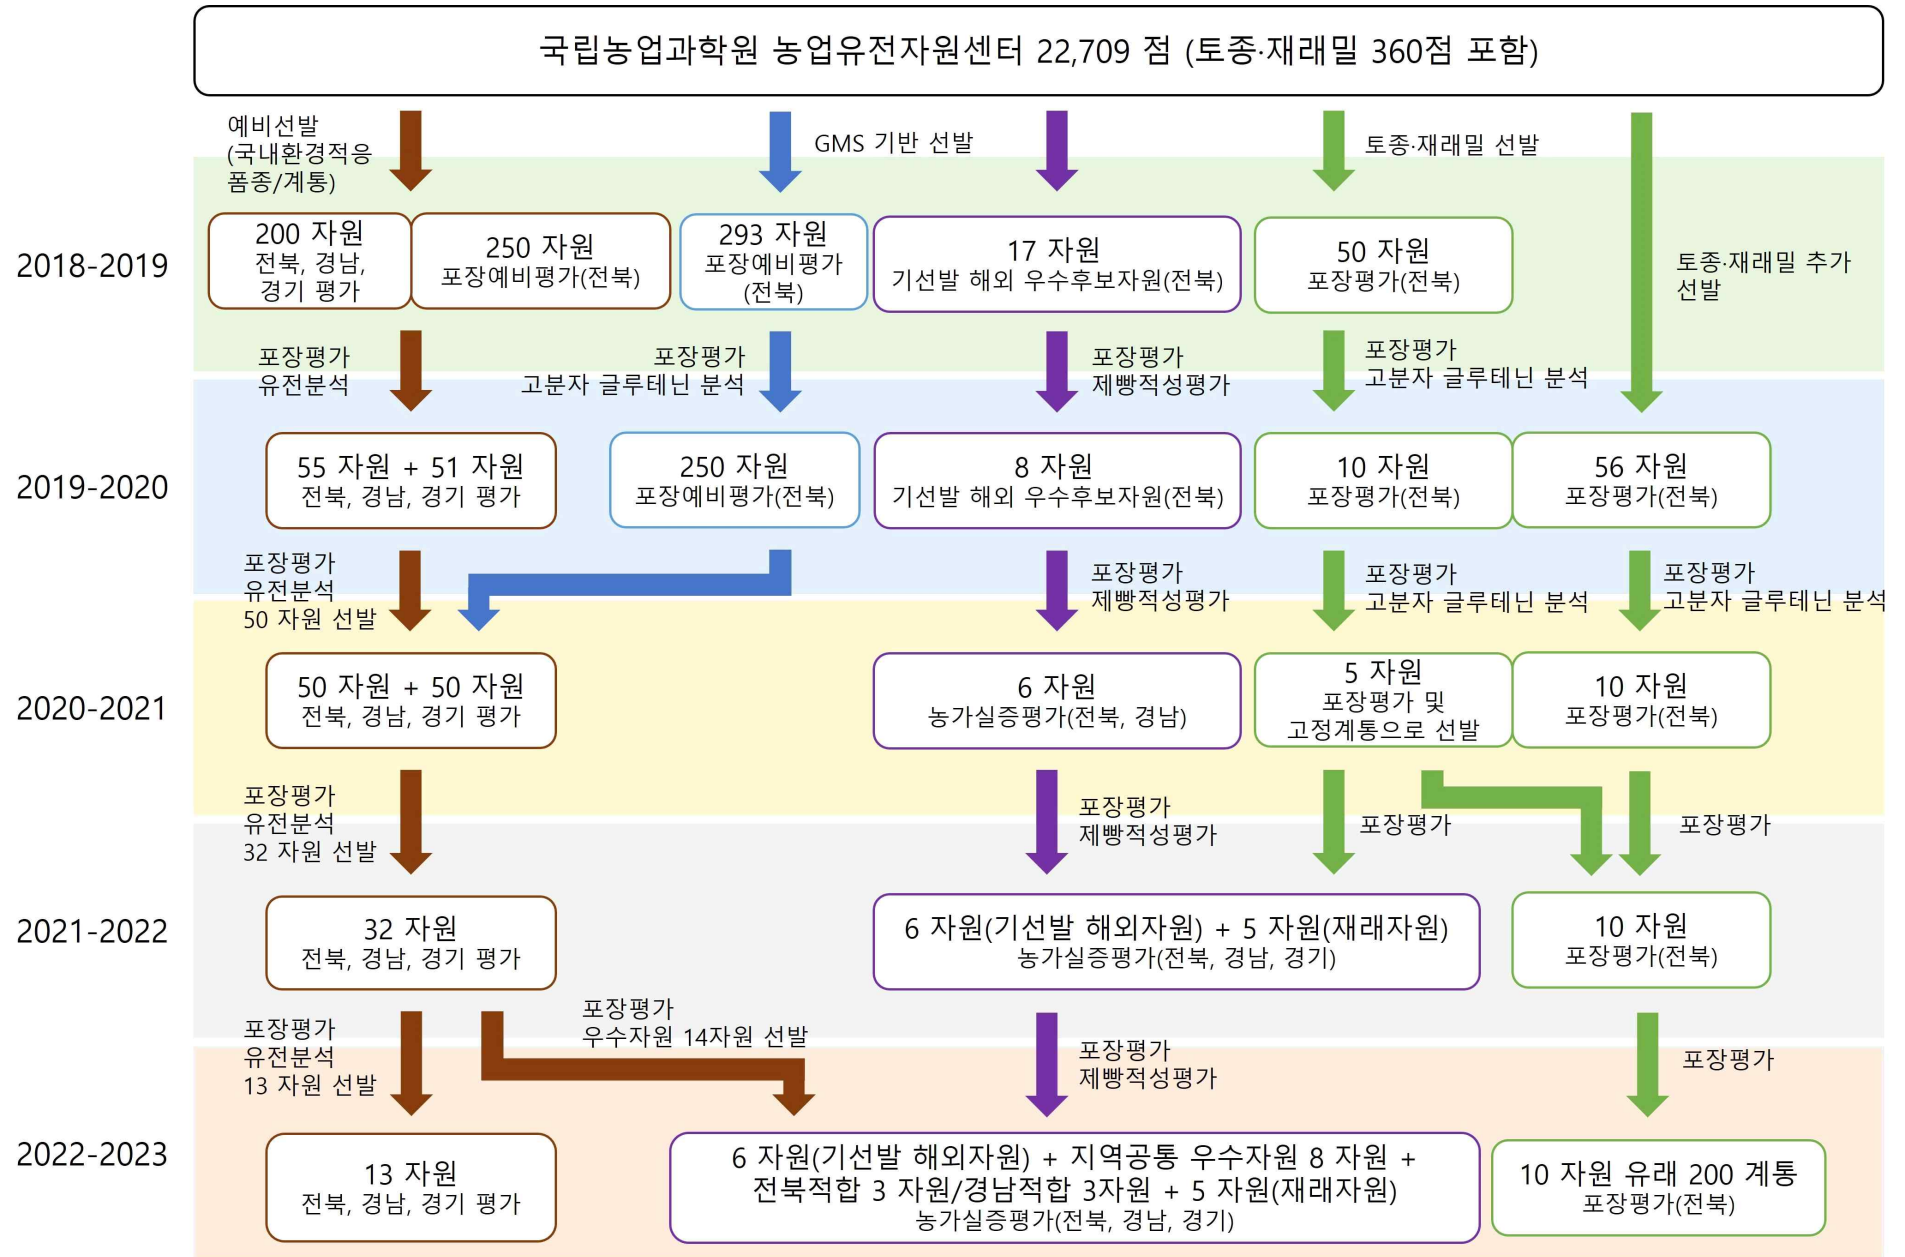 국립농업과학원 농업유전자원센터 22,709 점 (토종·재래밀 360점 포함)
예비선발
(국내환경적응
폼종/계통)
GMS 기반 선발
토종·재래밀 선발
2018-2019
200 자원
전북, 경남,
경기 평가
250 자원
포장예비평가(전북)
293 자원
포장예비평가
(전북)
17 자원
기선발 해외 우수후보자원(전북)
50 자원
포장평가(전북)
토종·재래밀 추가
선발
포장평가
유전분석
포장평가
고분자 글루테닌 분석
포장평가
제빵적성평가
포장평가
고분자 글루테닌 분석
2019-2020
55 자원 + 51 자원
전북, 경남, 경기 평가
250 자원
포장예비평가(전북)
8 자원
기선발 해외 우수후보자원(전북)
10 자원
포장평가(전북)
56 자원
포장평가(전북)
포장평가
유전분석
50 자원 선발
포장평가
제빵적성평가
포장평가
고분자 글루테닌 분석
포장평가
고분자 글루테닌 분석
2020-2021
50 자원 + 50 자원
전북, 경남, 경기 평가
6 자원
농가실증평가(전북, 경남)
5 자원
포장평가 및
고정계통으로 선발
10 자원
포장평가(전북)
포장평가
유전분석
32 자원 선발
포장평가
제빵적성평가
포장평가
포장평가
2021-2022
32 자원
전북, 경남, 경기 평가
6 자원(기선발 해외자원) + 5 자원(재래자원)
농가실증평가(전북, 경남, 경기)
10 자원
포장평가(전북)
포장평가
유전분석
13 자원 선발
포장평가
우수자원 14자원 선발
포장평가
제빵적성평가
포장평가
2022-2023
13 자원
전북, 경남, 경기 평가
6 자원(기선발 해외자원) + 지역공통 우수자원 8 자원 +
전북적합 3 자원/경남적합 3자원 + 5 자원(재래자원)
농가실증평가(전북, 경남, 경기)
10 자원 유래 200 계통
포장평가(전북)